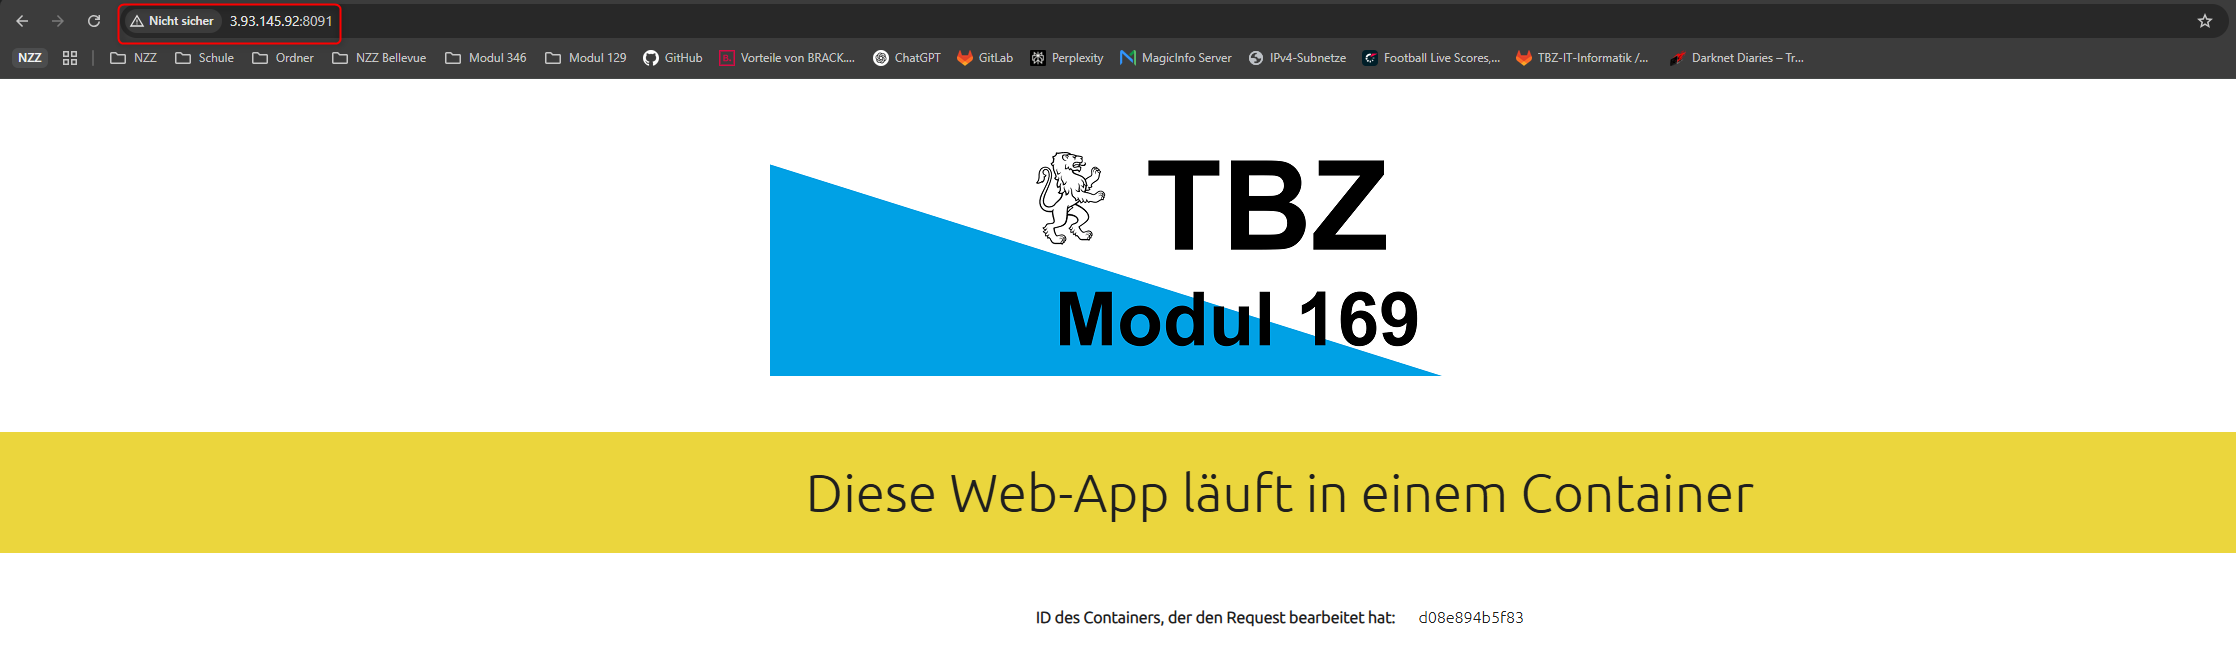 Nicht sicher 3.93.145.92:8091
NZZ NZZ Schule Ordner NZZ Bellevue Modul 346 Modul 129 GitHub Vorteile von BRACK.... ChatGPT GitLab Perplexity MagicInfo Server IPv4-Subnetze Football Live Scores,... TBZ-IT-Informatik /... Darknet Diaries – Tr...
TBZ
Modul 169
Diese Web-App läuft in einem Container
ID des Containers, der den Request bearbeitet hat: d08e894b5f83